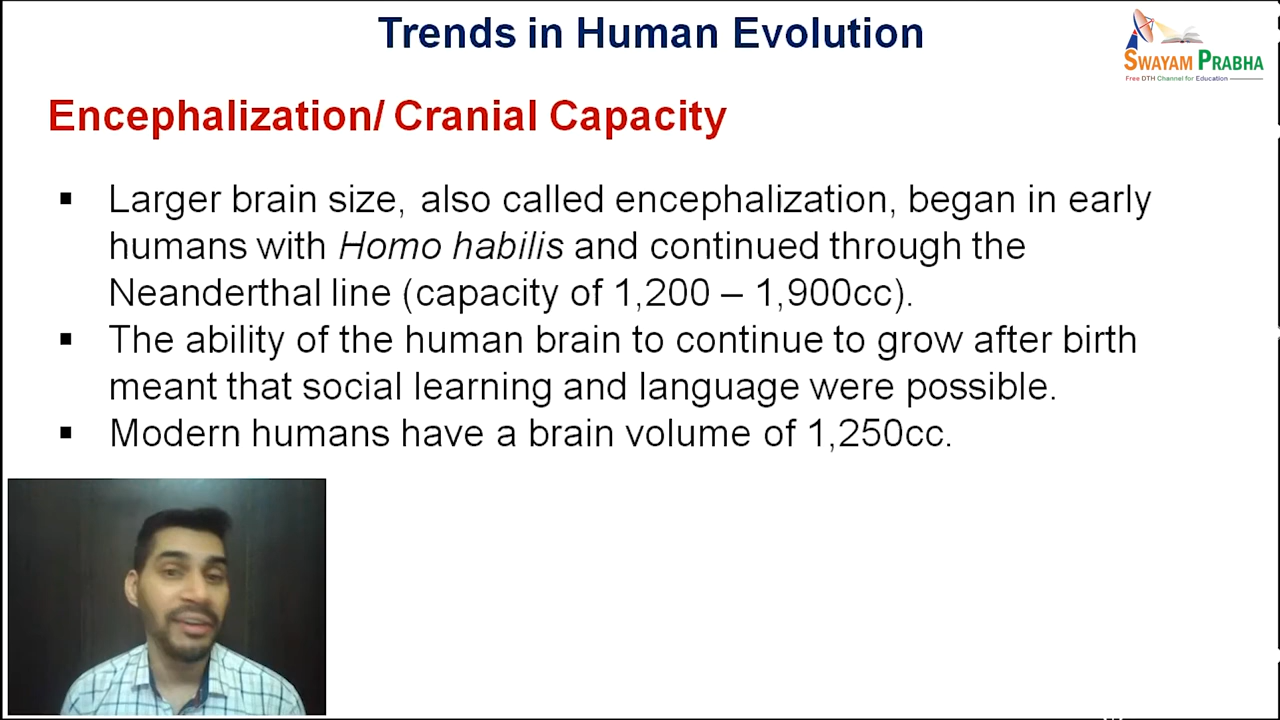 Trends in Human Evolution
SWAYAM PRABHA
Free DTH Channel for Education
Encephalization/ Cranial Capacity
▪ Larger brain size, also called encephalization, began in early
humans with Homo habilis and continued through the
Neanderthal line (capacity of 1,200 – 1,900cc).
▪ The ability of the human brain to continue to grow after birth
meant that social learning and language were possible.
▪ Modern humans have a brain volume of 1,250cc.